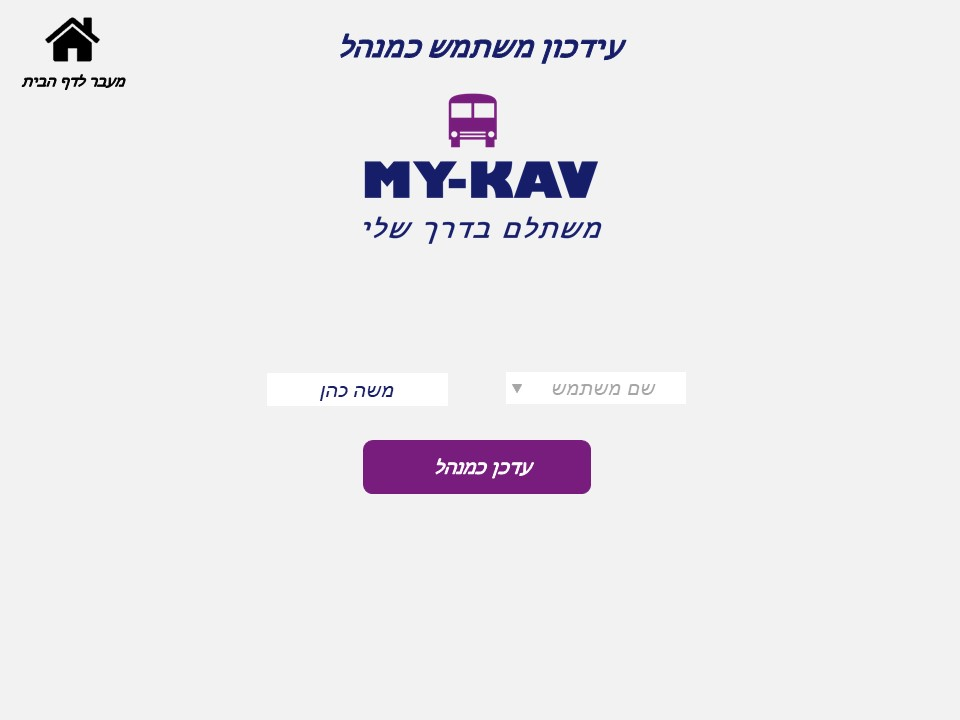 עידכון משתמש כמנהל
מעבר לדף הבית
MY-KAV
משתלם בדרך שלי
שם משתמש
משה כהן
עדכן כמנהל